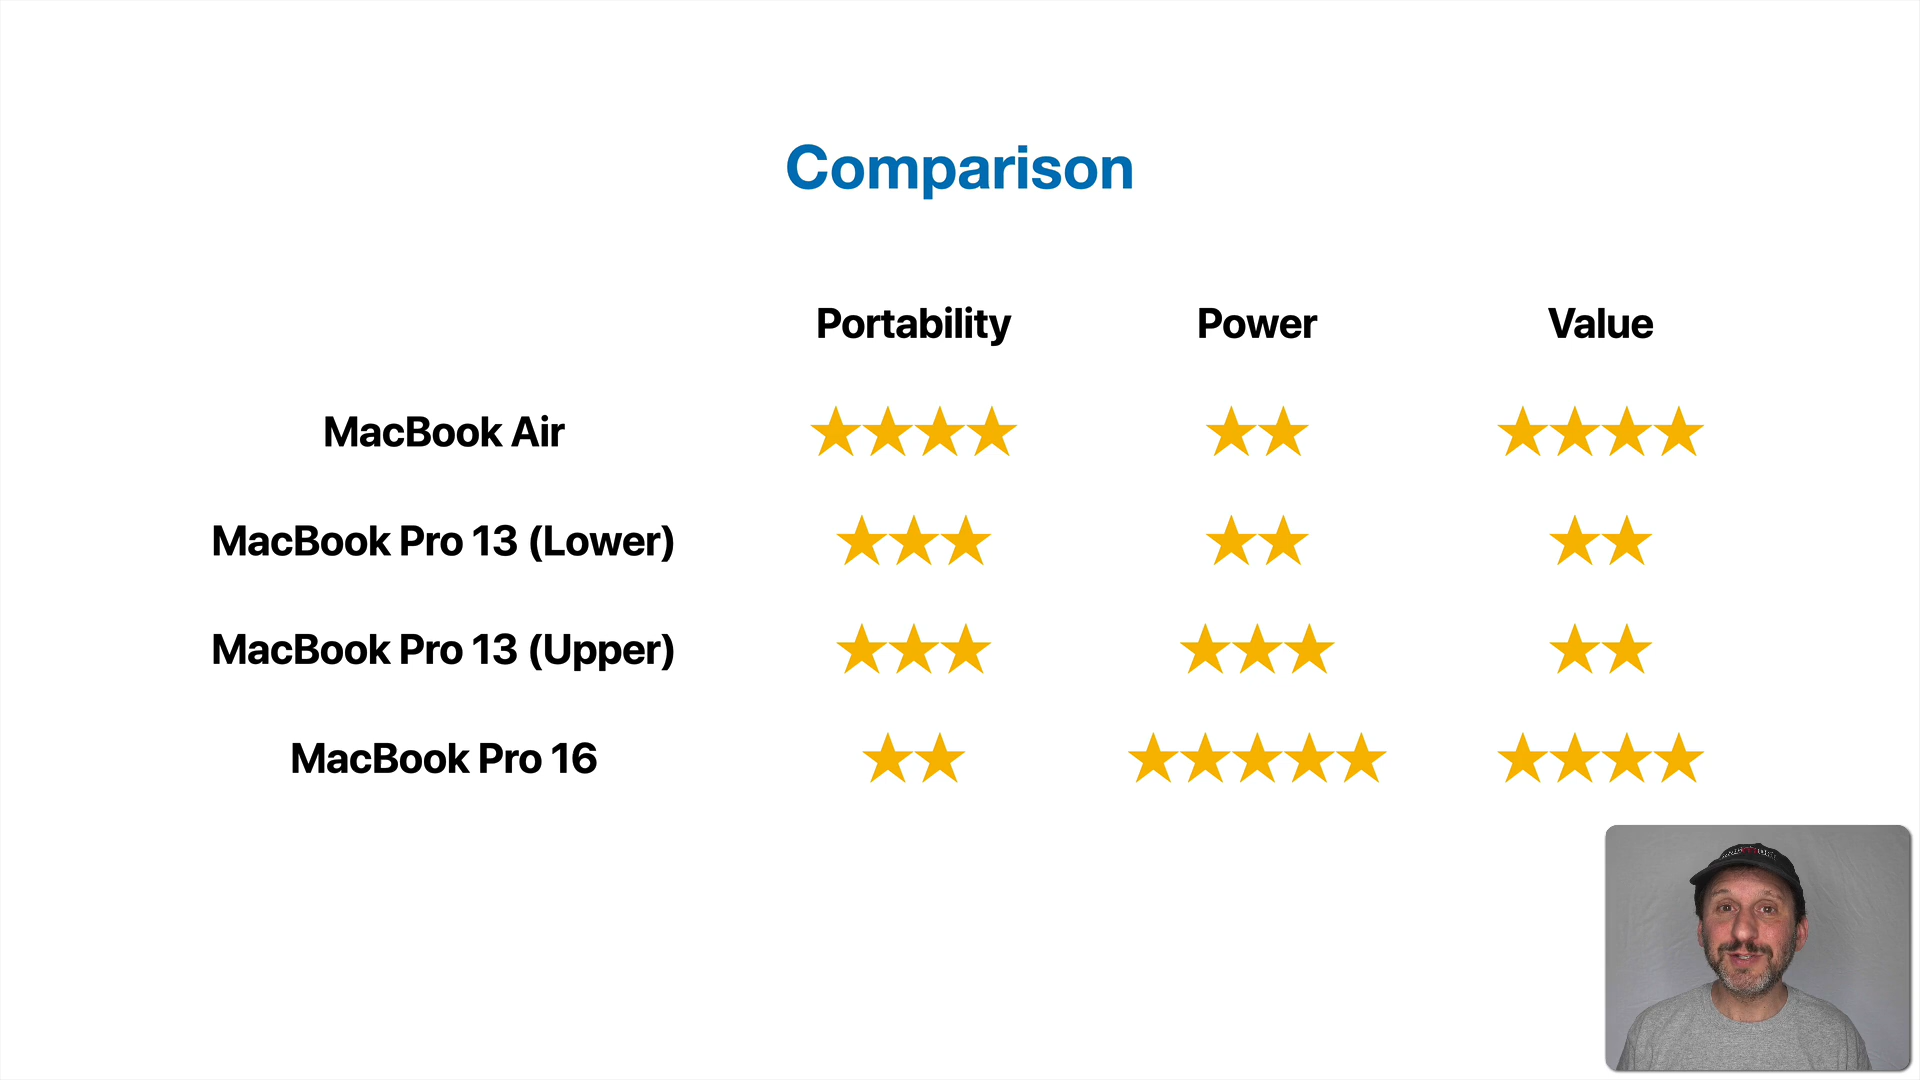 Comparison
Portability Power Value
MacBook Air ★★★★ ★★ ★★★★
MacBook Pro 13 (Lower) ★★★ ★★ ★★
MacBook Pro 13 (Upper) ★★★ ★★★ ★★
MacBook Pro 16 ★★ ★★★★★ ★★★★